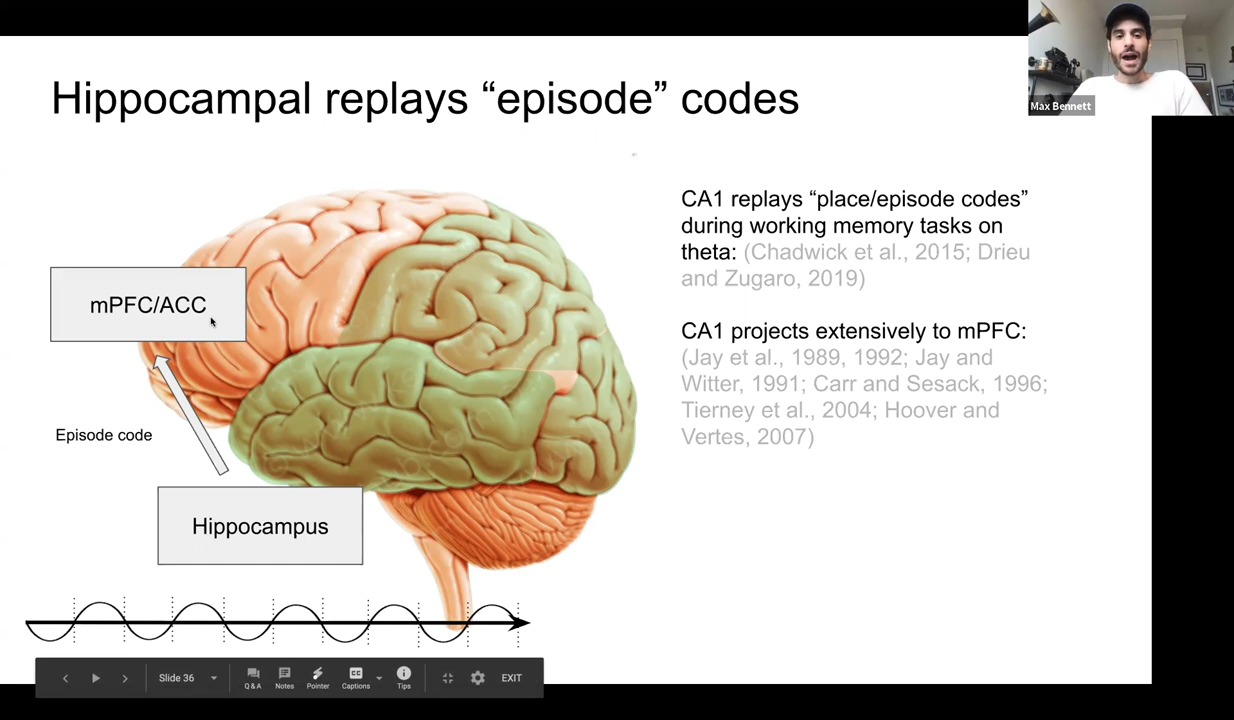 Max Bennett
Hippocampal replays “episode” codes
CA1 replays “place/episode codes”
during working memory tasks on
theta: (Chadwick et al., 2015; Drieu
and Zugaro, 2019)
CA1 projects extensively to mPFC:
(Jay et al., 1989, 1992; Jay and
Witter, 1991; Carr and Sesack, 1996;
Tierney et al., 2004; Hoover and
Vertes, 2007)
mPFC/ACC
Episode code
Hippocampus
Slide 36
Q & A
Notes
Pointer
CC
Captions
Tips
EXIT